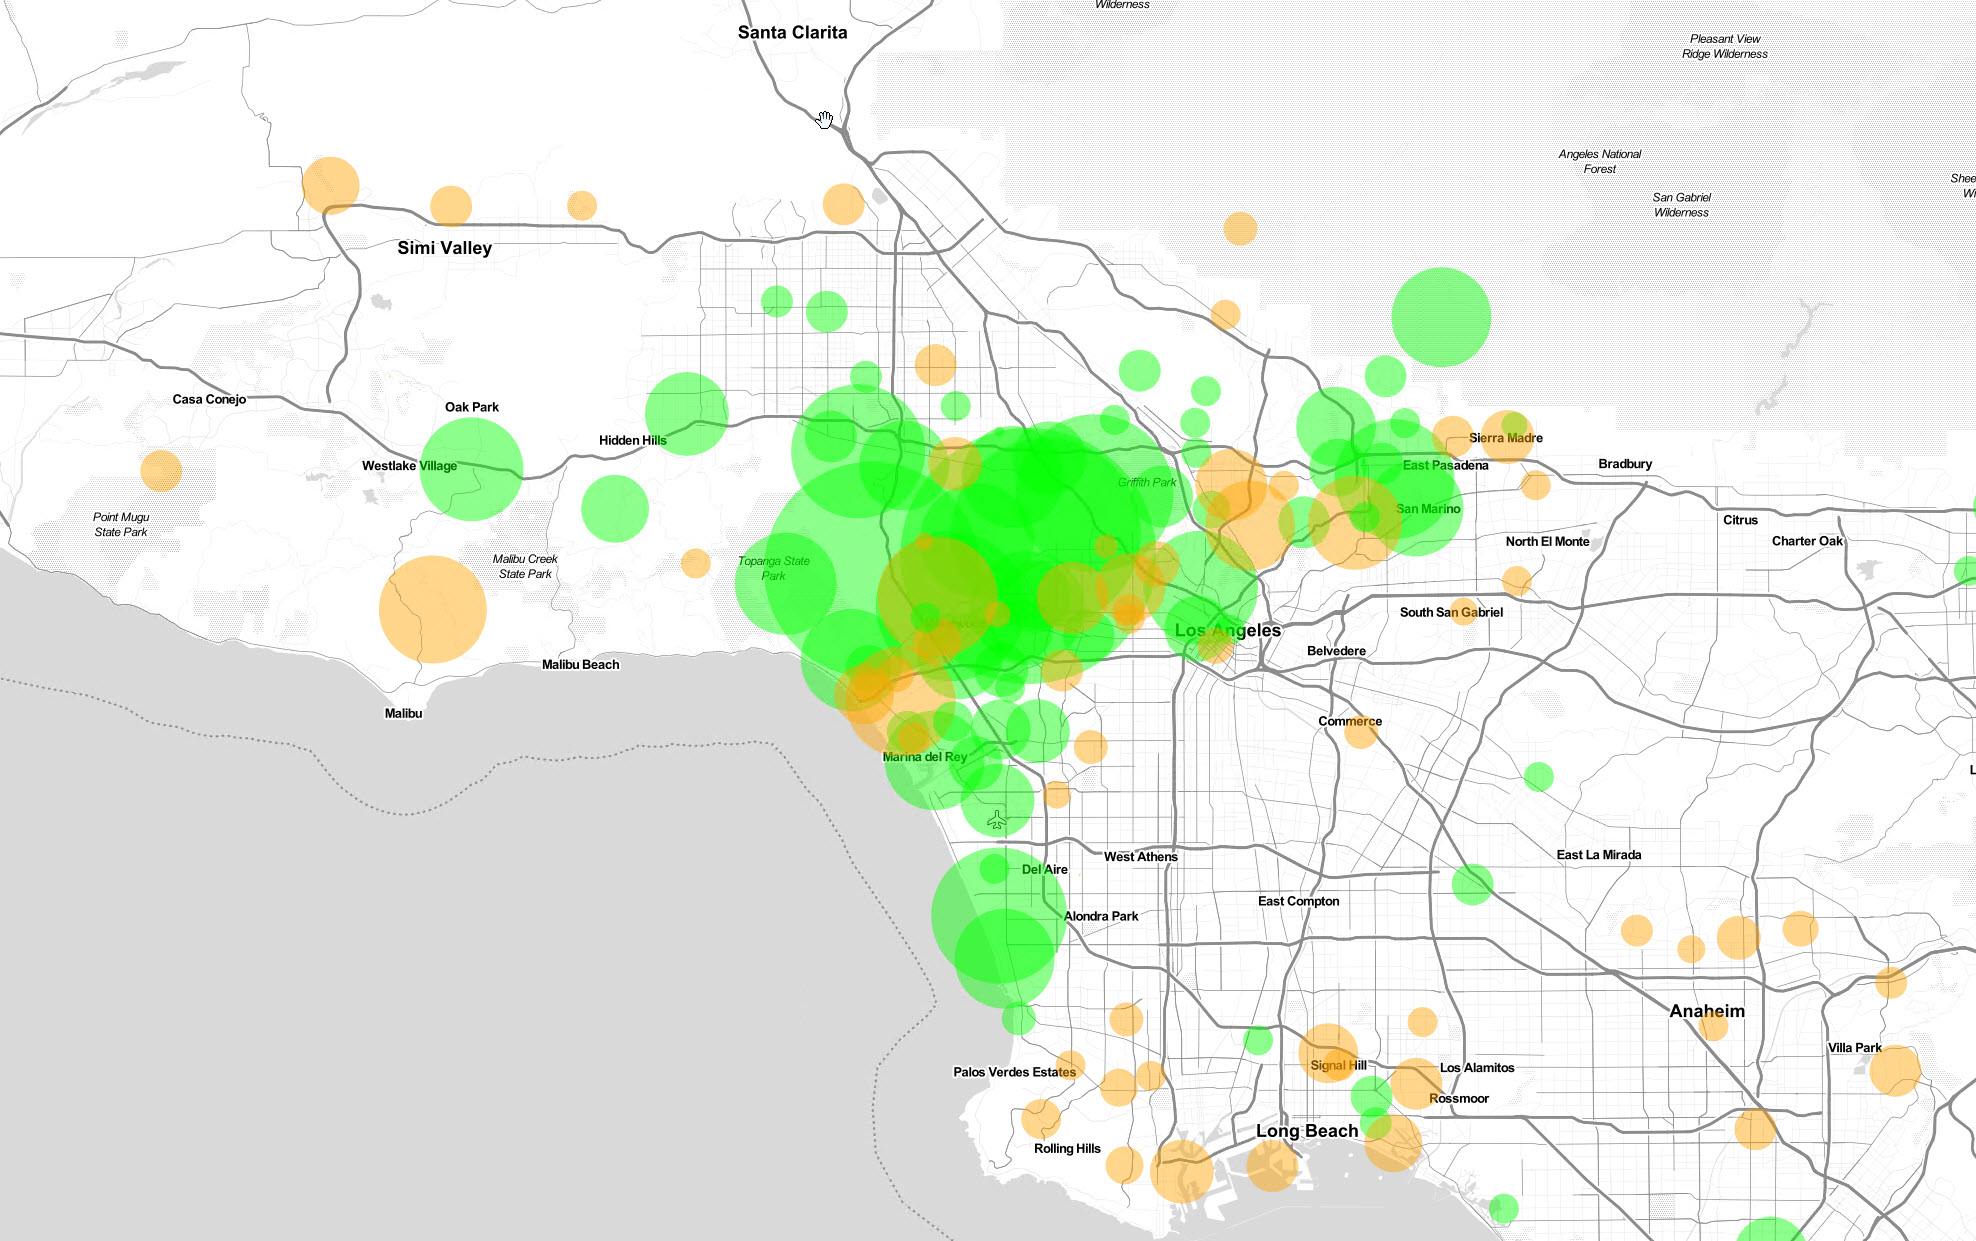 Wilderness
Santa Clarita
Pleasant View
Ridge Wilderness
Angeles National
Forest
San Gabriel
Wilderness
Shee
Wi
Simi Valley
Casa Conejo
Oak Park
Hidden Hills
Westlake Village
Sierra Madre
East Pasadena
Bradbury
Griffith Park
San Marino
Citrus
Point Mugu
State Park
North El Monte
Charter Oak
Malibu Creek
State Park
Topanga State
Park
South San Gabriel
Los Angeles
Belvedere
Malibu Beach
Malibu
Commerce
Marina del Rey
L
West Athens
East La Mirada
Del Aire
East Compton
Alondra Park
Anaheim
Villa Park
Signal Hill
Los Alamitos
Palos Verdes Estates
Rossmoor
Long Beach
Rolling Hills